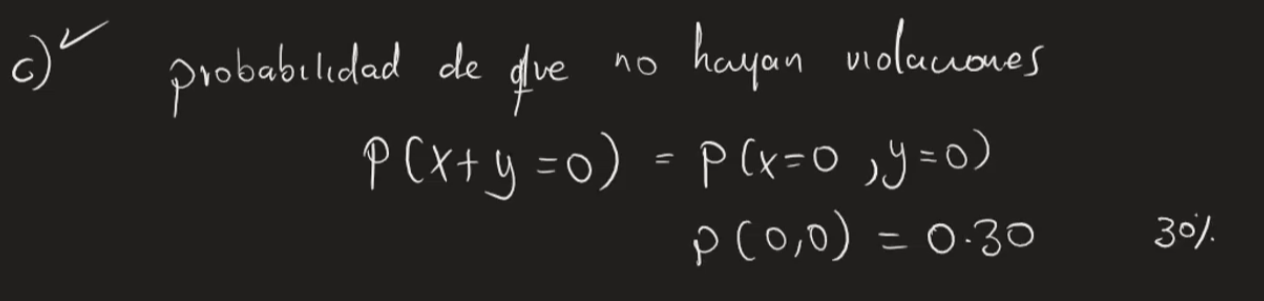 c) ✓ probabilidad de que no hayan violaciones
P(x+y=0) = P(x=0,y=0)
P(0,0) = 0.30 30%